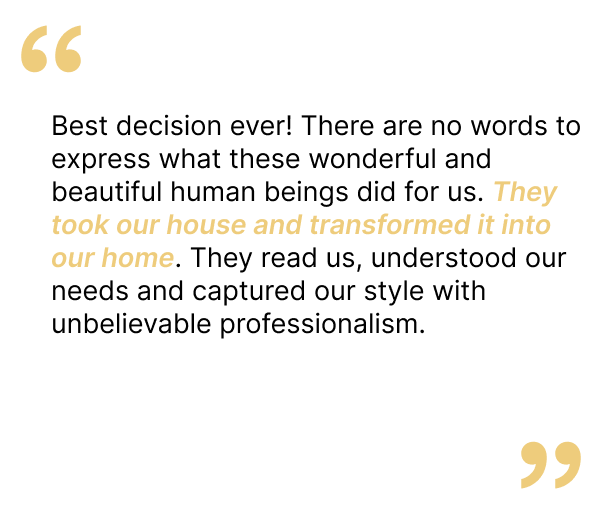 “
Best decision ever! There are no words to
express what these wonderful and
beautiful human beings did for us. They
took our house and transformed it into
our home. They read us, understood our
needs and captured our style with
unbelievable professionalism.
”